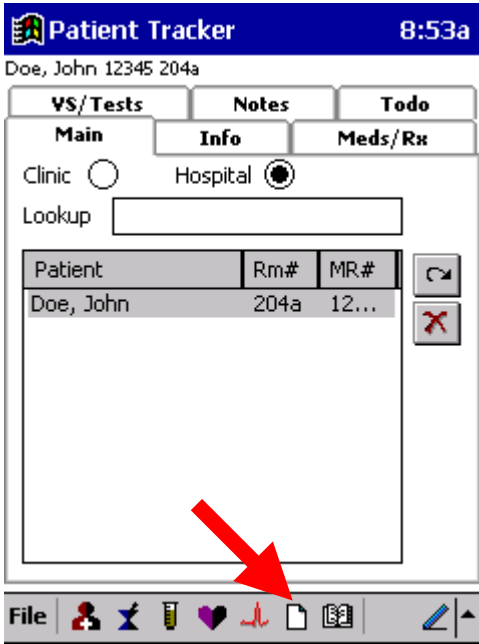 Patient Tracker 8:53a
Doe, John 12345 204a
VS/Tests Notes Todo
Main Info Meds/Rx
Clinic Hospital
Lookup
Patient Rm# MR#
Doe, John 204a 12...
File